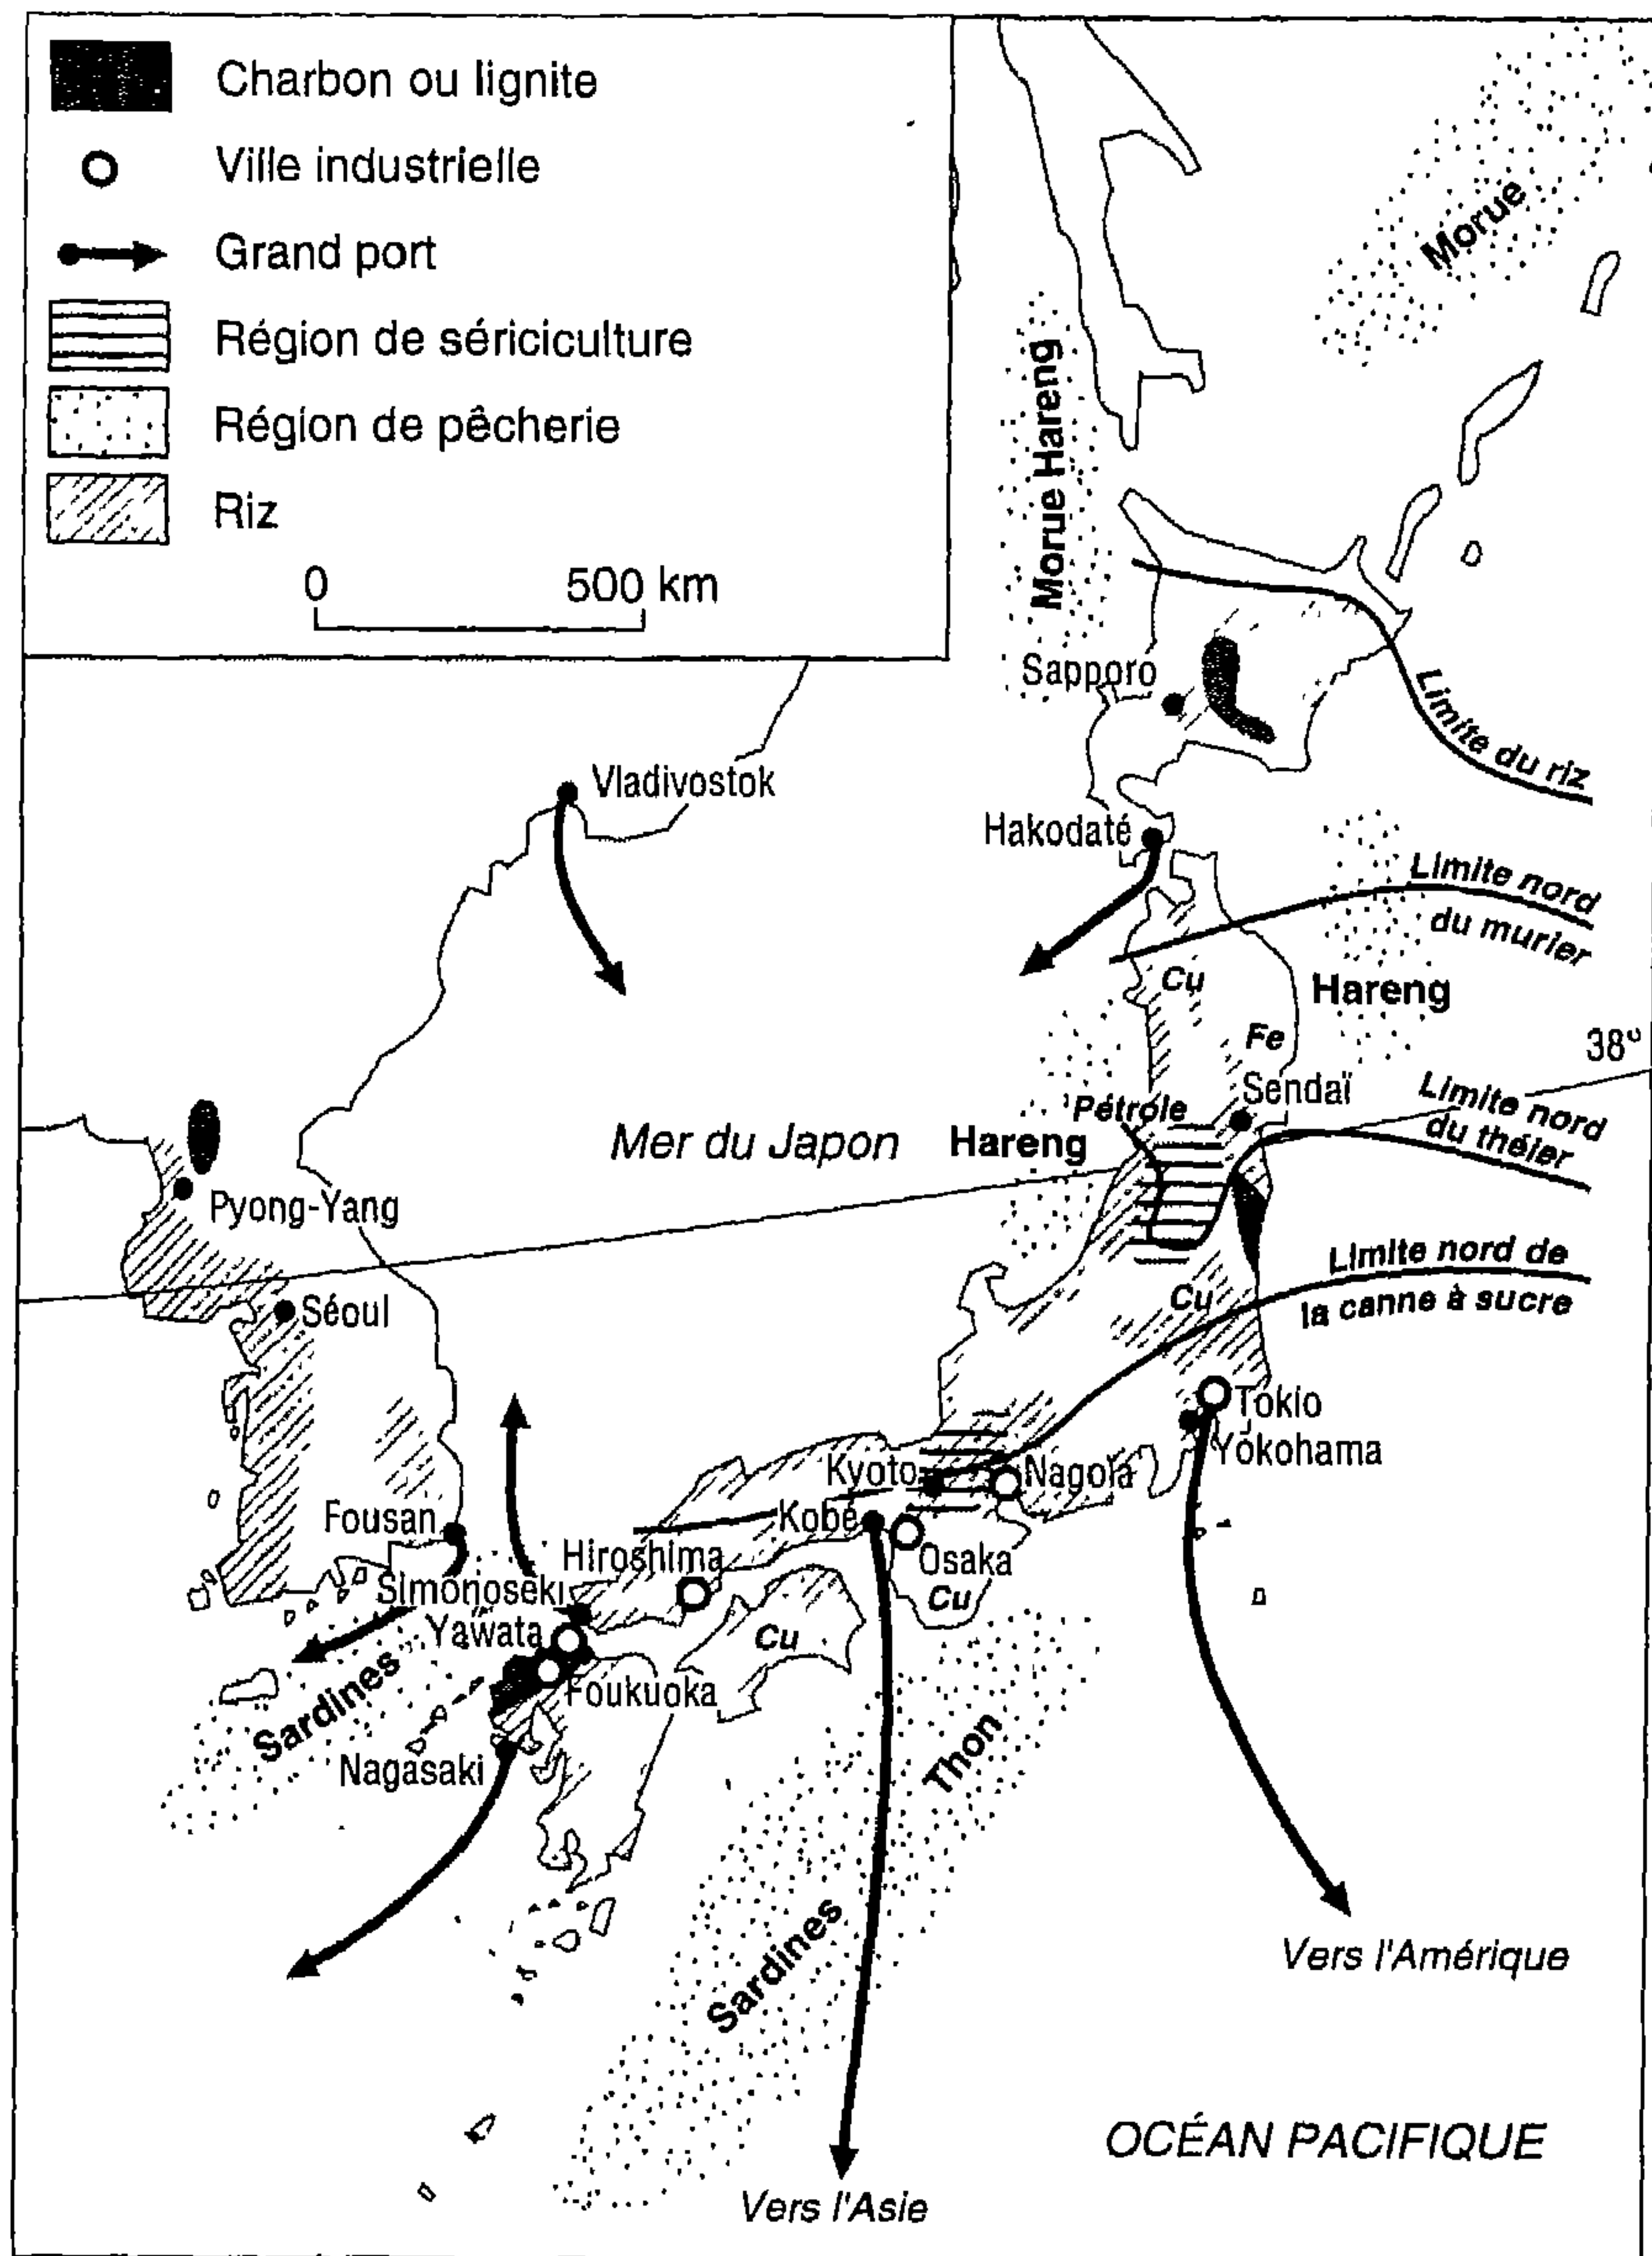 Charbon ou lignite
Ville industrielle
Grand port
Région de sériciculture
Région de pêcherie
Riz
0 500 km
Morue
Morue Hareng
Sapporo
Limite du riz
Vladivostok
Hakodaté
Limite nord
du murier
Cu
Hareng
Fe
38°
Sendaï
Limite nord
du théier
Pétrole
Mer du Japon
Hareng
Pyong-Yang
Limite nord de
la canne à sucre
Cu
Séoul
Tokio
Yokohama
Kyoto
Nagoia
Kobé
Fousan
Hiroshima
Osaka
Simonoseki
Cu
Yawata
Cu
Foukuoka
Sardines
Thon
Nagasaki
Sardines
Vers l'Amérique
OCÉAN PACIFIQUE
Vers l'Asie